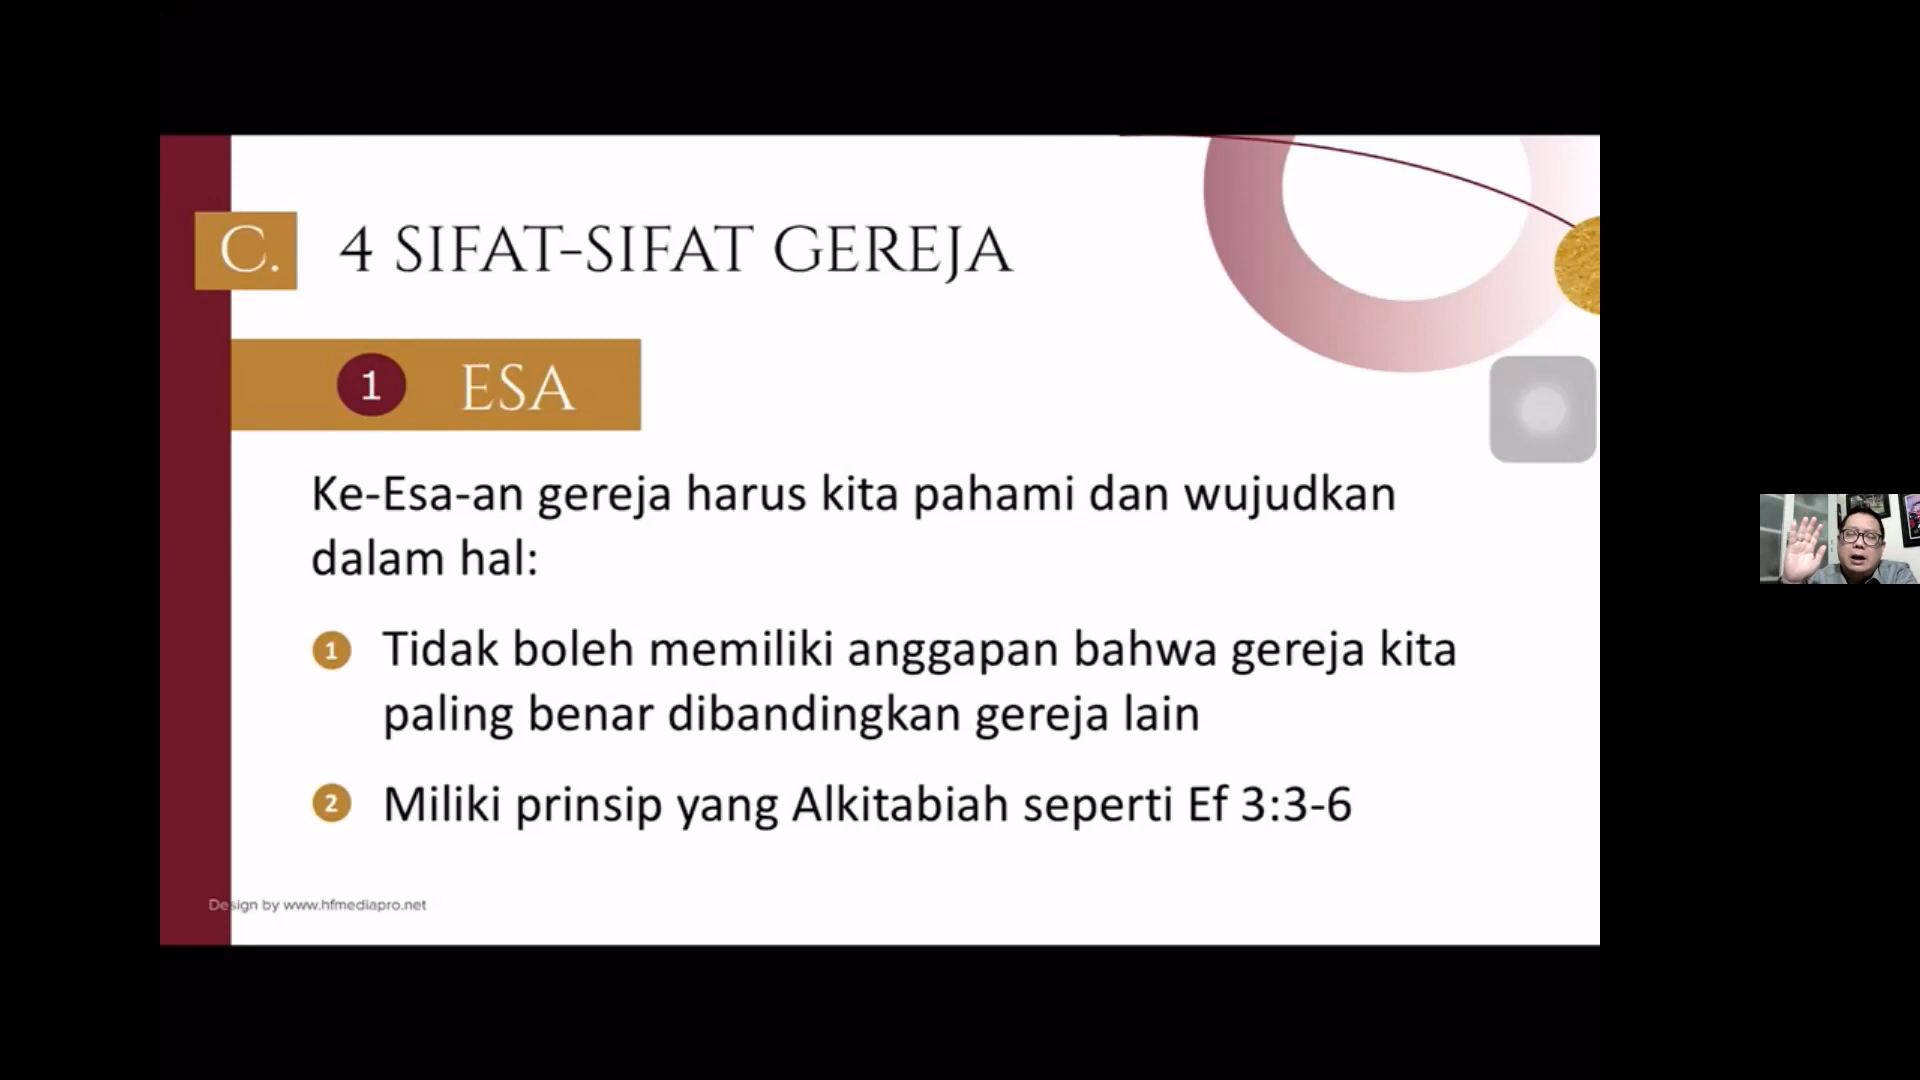 C. 4 SIFAT-SIFAT GEREJA
1 ESA
Ke-Esa-an gereja harus kita pahami dan wujudkan
dalam hal:
1 Tidak boleh memiliki anggapan bahwa gereja kita
paling benar dibandingkan gereja lain
2 Miliki prinsip yang Alkitabiah seperti Ef 3:3-6
Design by www.hfmediapro.net